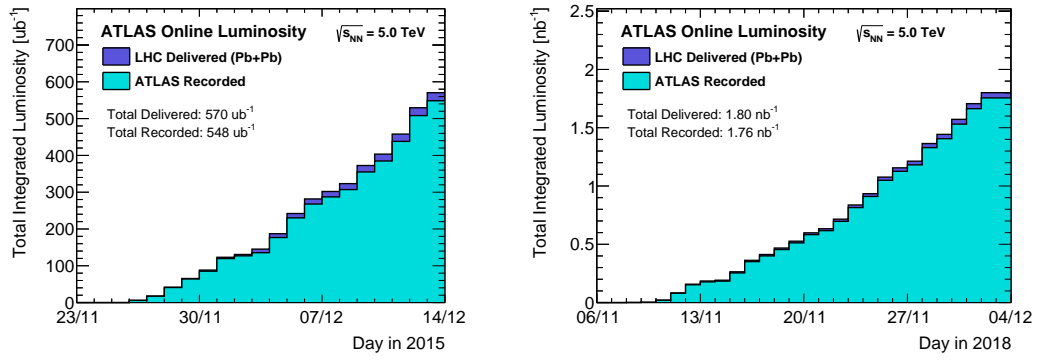 ATLAS Online Luminosity √sNN = 5.0 TeV
LHC Delivered (Pb+Pb)
ATLAS Recorded
Total Delivered: 570 ub-1
Total Recorded: 548 ub-1
Total Integrated Luminosity [ub-1]
700
600
500
400
300
200
100
0
23/11 30/11 07/12 14/12
Day in 2015
ATLAS Online Luminosity √sNN = 5.0 TeV
LHC Delivered (Pb+Pb)
ATLAS Recorded
Total Delivered: 1.80 nb-1
Total Recorded: 1.76 nb-1
Total Integrated Luminosity [nb-1]
2.5
2
1.5
1
0.5
0
06/11 13/11 20/11 27/11 04/12
Day in 2018